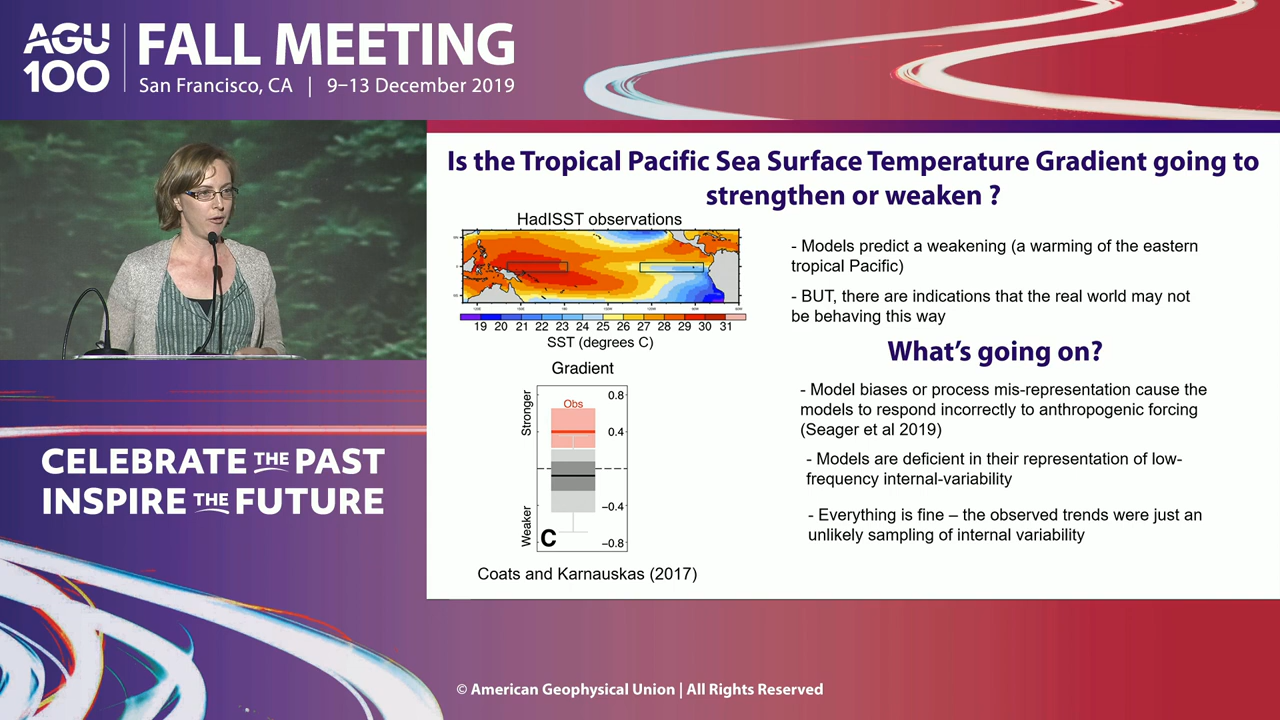 AGU
100
FALL MEETING
San Francisco, CA | 9–13 December 2019
Is the Tropical Pacific Sea Surface Temperature Gradient going to
strengthen or weaken ?
HadISST observations
19 20 21 22 23 24 25 26 27 28 29 30 31
SST (degrees C)
Gradient
Stronger
Weaker
Obs
0.8
0.4
−0.4
−0.8
C
Coats and Karnauskas (2017)
- Models predict a weakening (a warming of the eastern
tropical Pacific)
- BUT, there are indications that the real world may not
be behaving this way
What's going on?
- Model biases or process mis-representation cause the
models to respond incorrectly to anthropogenic forcing
(Seager et al 2019)
- Models are deficient in their representation of low-
frequency internal-variability
- Everything is fine – the observed trends were just an
unlikely sampling of internal variability
CELEBRATE THE PAST
INSPIRE THE FUTURE
© American Geophysical Union | All Rights Reserved